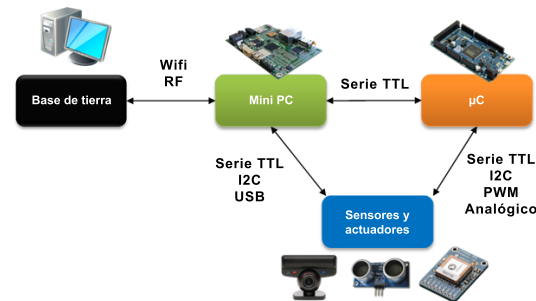 Wifi
RF
Serie TTL
Base de tierra
Mini PC
µC
Serie TTL
I2C
USB
Serie TTL
I2C
PWM
Analógico
Sensores y
actuadores